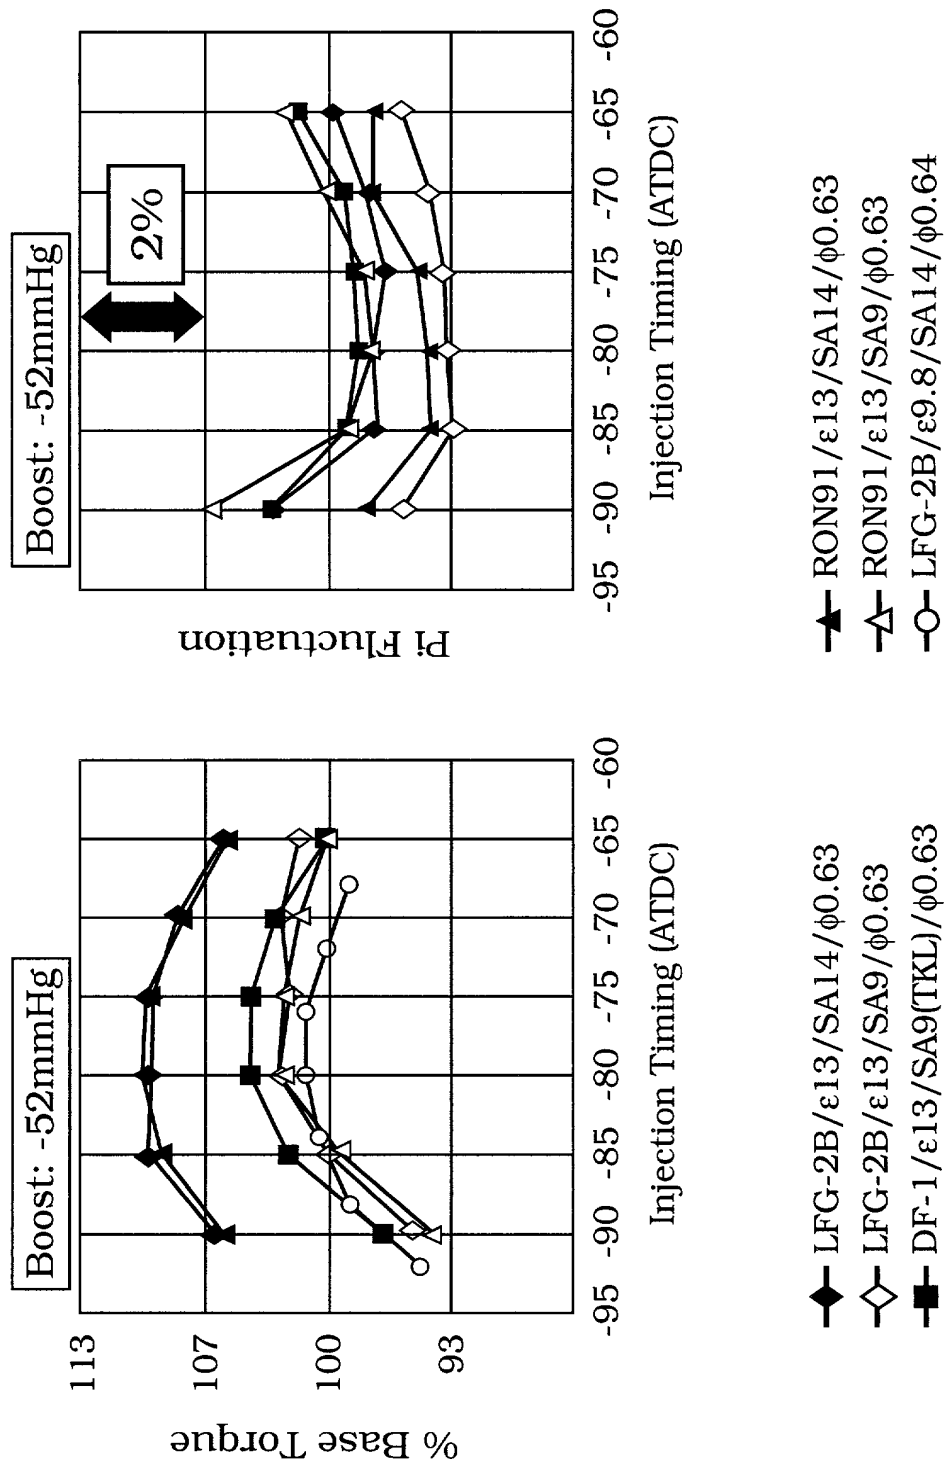 Boost: -52mmHg
% Base Torque
113
107
100
93
-95
-90
-85
-80
-75
-70
-65
-60
Injection Timing (ATDC)
Boost: -52mmHg
2%
Pi Fluctuation
-95
-90
-85
-80
-75
-70
-65
-60
Injection Timing (ATDC)
LFG-2B/ε13/SA14/ϕ0.63
LFG-2B/ε13/SA9/ϕ0.63
DF-1/ε13/SA9(TKL)/ϕ0.63
RON91/ε13/SA14/ϕ0.63
RON91/ε13/SA9/ϕ0.63
LFG-2B/ε9.8/SA14/ϕ0.64